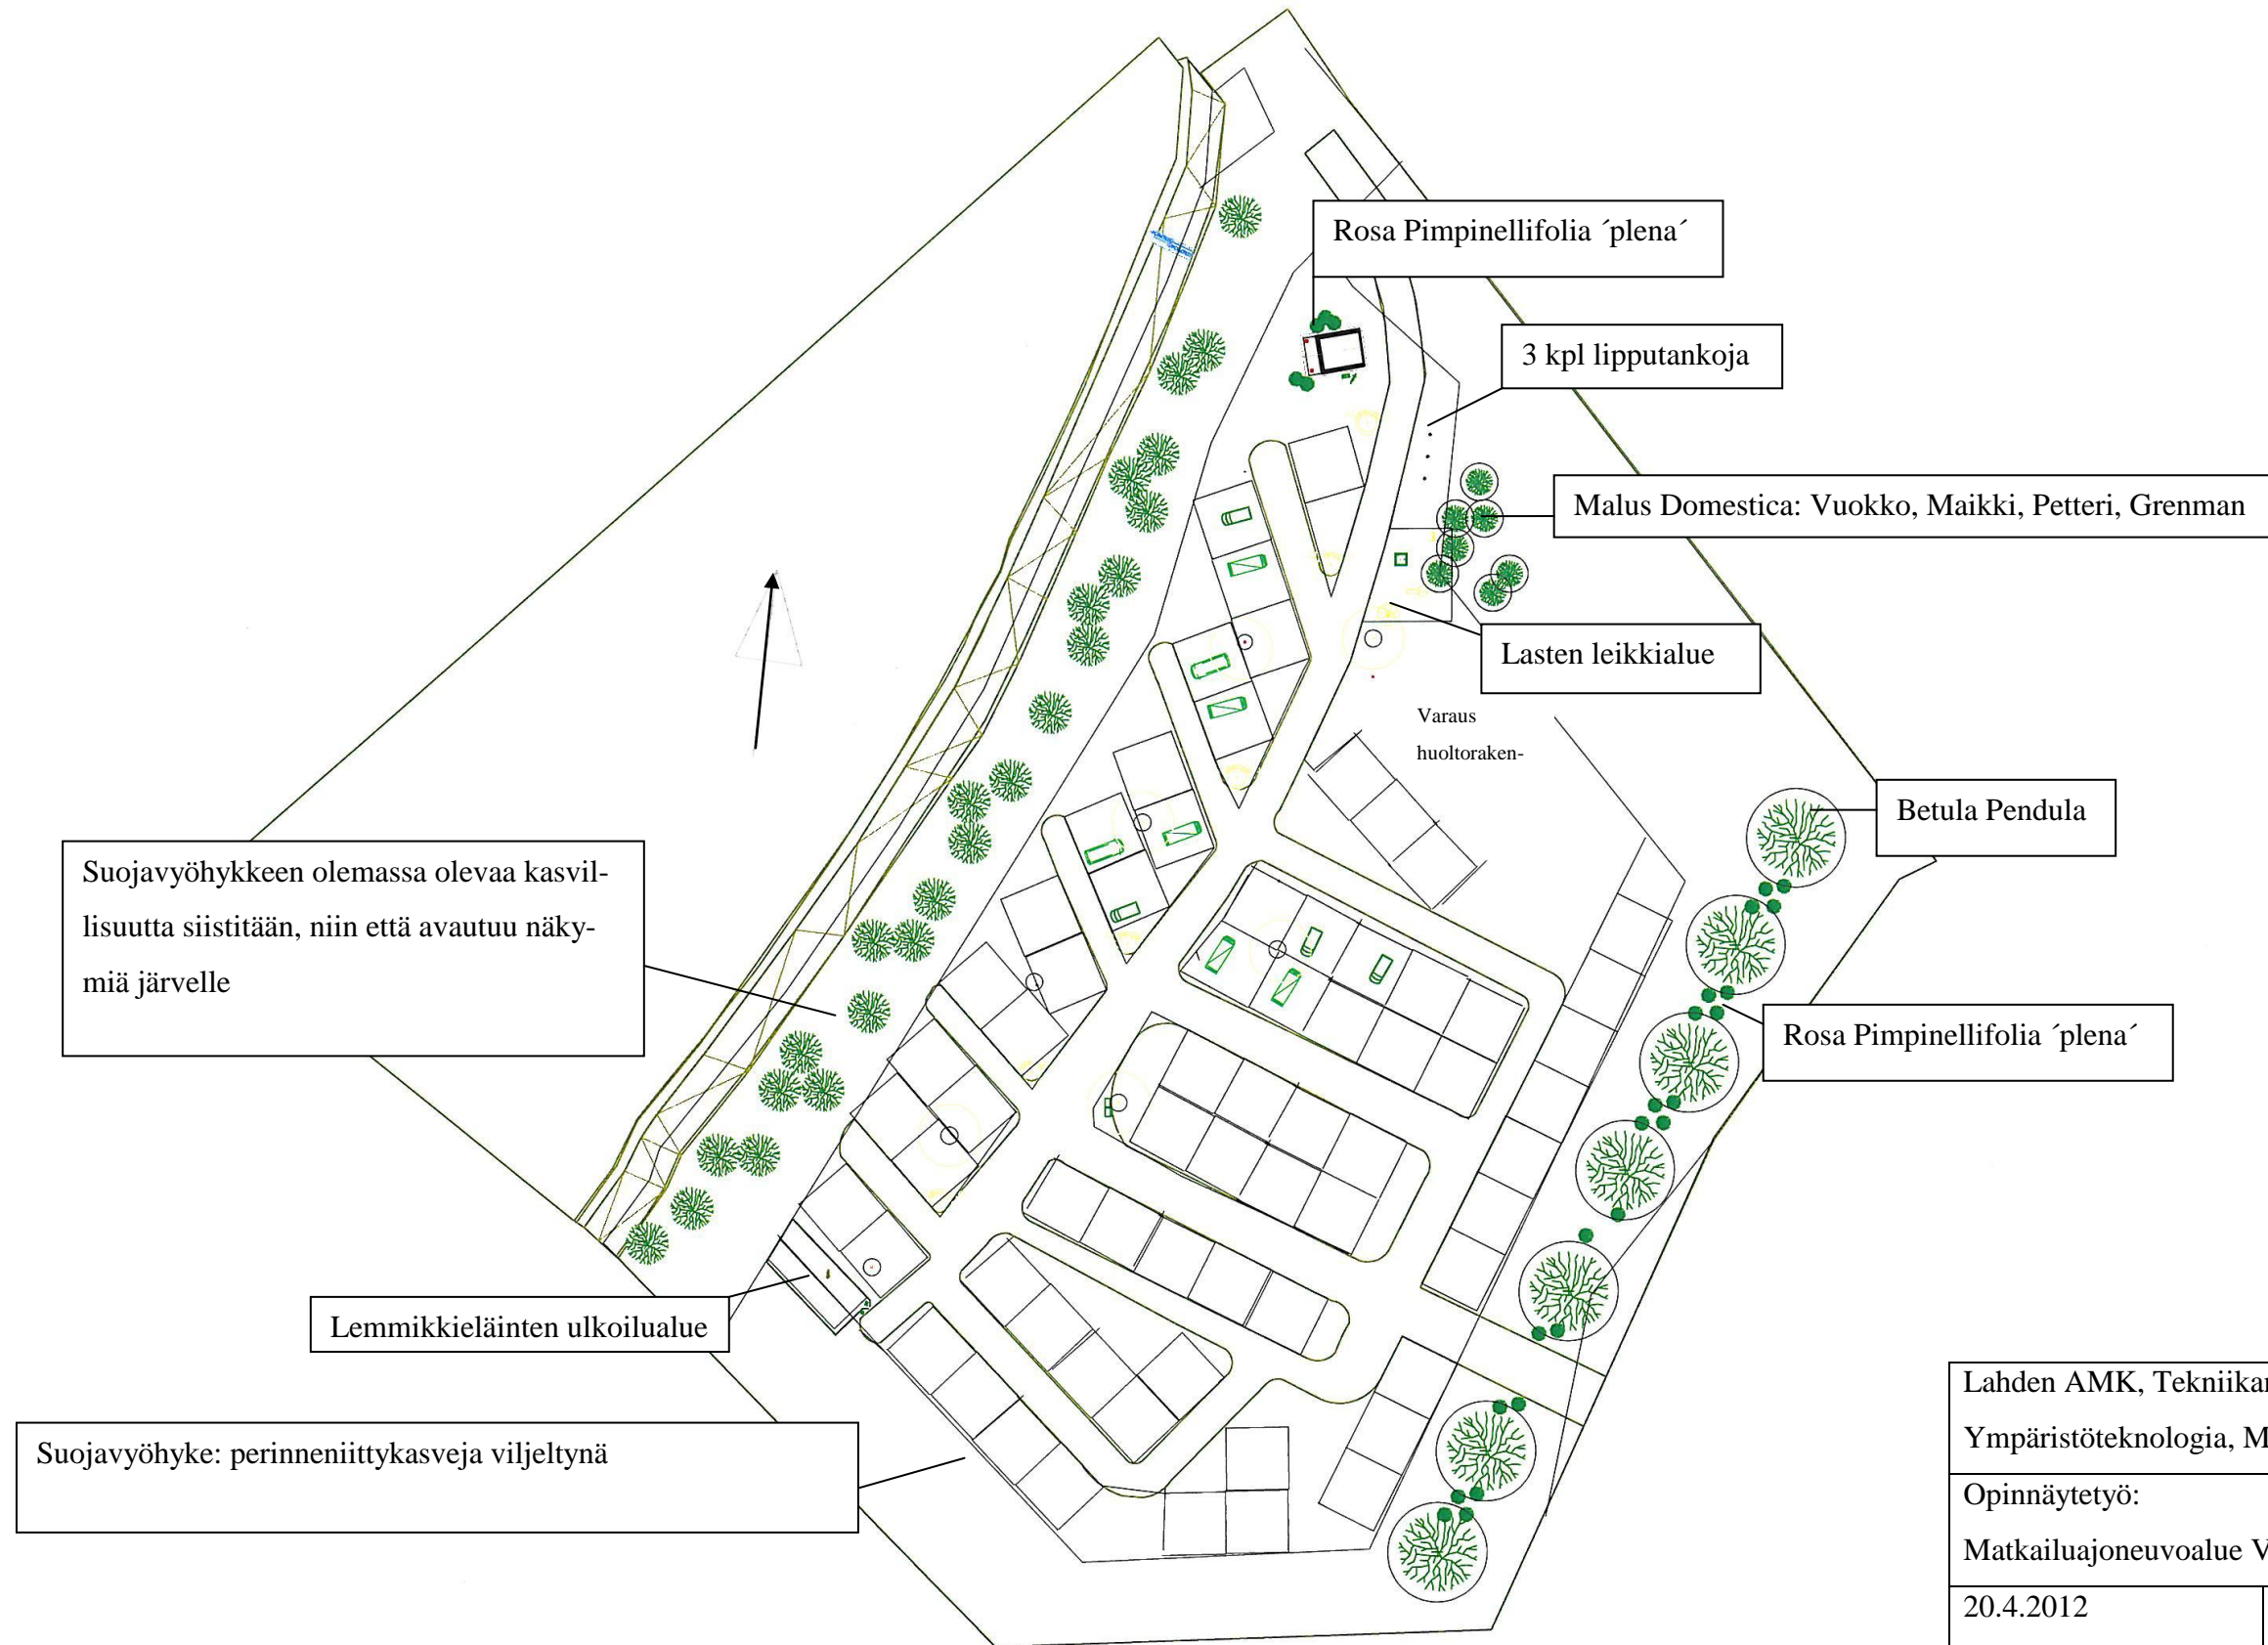 Rosa Pimpinellifolia ´plena´
3 kpl lipputankoja
Malus Domestica: Vuokko, Maikki, Petteri, Grenman
Lasten leikkialue
Varaus
huoltoraken-
Betula Pendula
Suojavyöhykkeen olemassa olevaa kasvil-
lisuutta siistitään, niin että avautuu näky-
miä järvelle
Rosa Pimpinellifolia ´plena´
Lemmikkieläinten ulkoilualue
Suojavyöhyke: perinneniittykasveja viljeltynä
Lahden AMK, Tekniikan
Ympäristöteknologia, M
Opinnäytetyö:
Matkailuajoneuvoalue V
20.4.2012